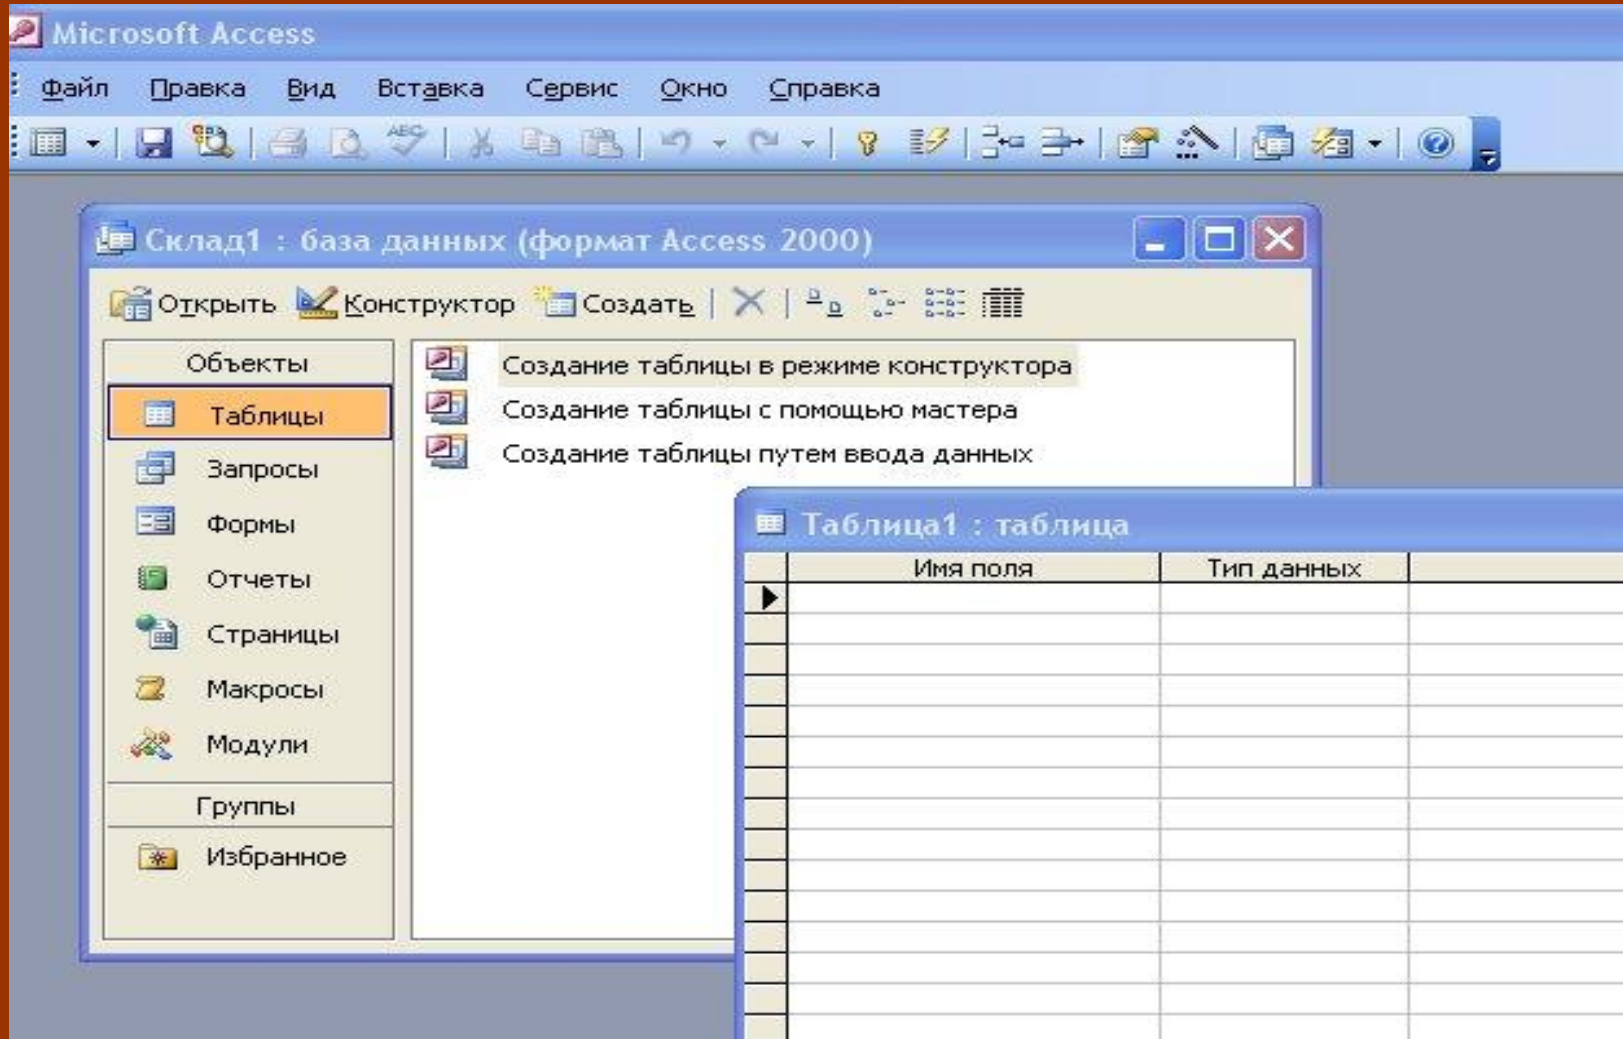 Microsoft Access
Файл Правка Вид Вставка Сервис Окно Справка
ABC
Склад1 : база данных (формат Access 2000)
Открыть Конструктор Создать
Объекты
Таблицы
Запросы
Формы
Отчеты
Страницы
Макросы
Модули
Группы
Избранное
Создание таблицы в режиме конструктора
Создание таблицы с помощью мастера
Создание таблицы путем ввода данных
Таблица1 : таблица
Имя поля Тип данных